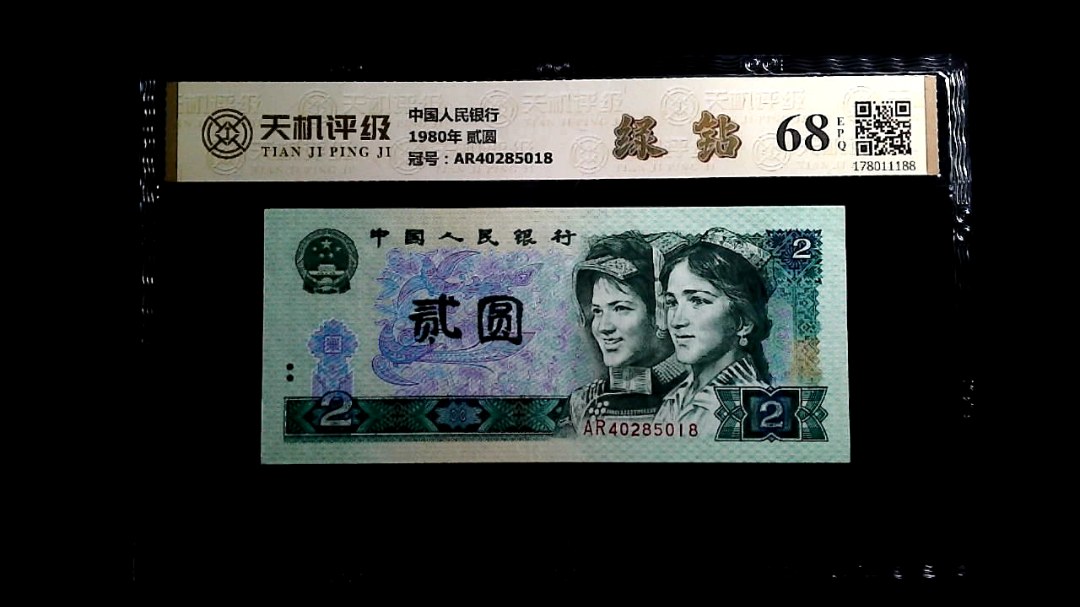 天机评级
TIAN JI PING JI
中国人民银行
1980年 贰圆
冠号：AR40285018
绿钻
68
EPQ
178011188
中国人民银行
2
贰圆
2
AR40285018
2